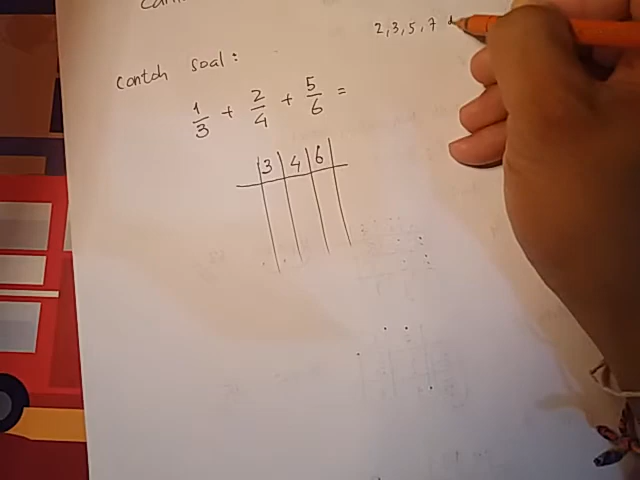 2, 3, 5, 7
Contoh soal :
1/3 + 2/4 + 5/6 =
3 4 6